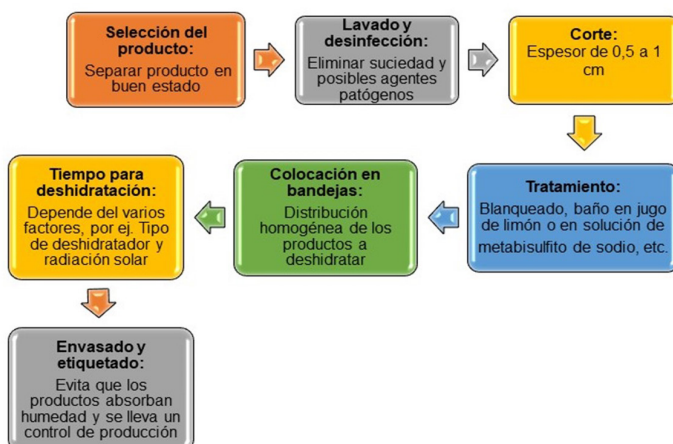 Selección del
producto:
Separar producto en
buen estado
Lavado y
desinfección:
Eliminar suciedad y
posibles agentes
patógenos
Corte:
Espesor de 0,5 a 1
cm
Tratamiento:
Blanqueado, baño en jugo
de limón o en solución de
metabisulfito de sodio, etc.
Colocación en
bandejas:
Distribución
homogénea de los
productos a
deshidratar
Tiempo para
deshidratación:
Depende del varios
factores, por ej. Tipo
de deshidratador y
radiación solar
Envasado y
etiquetado:
Evita que los
productos absorban
humedad y se lleva un
control de producción